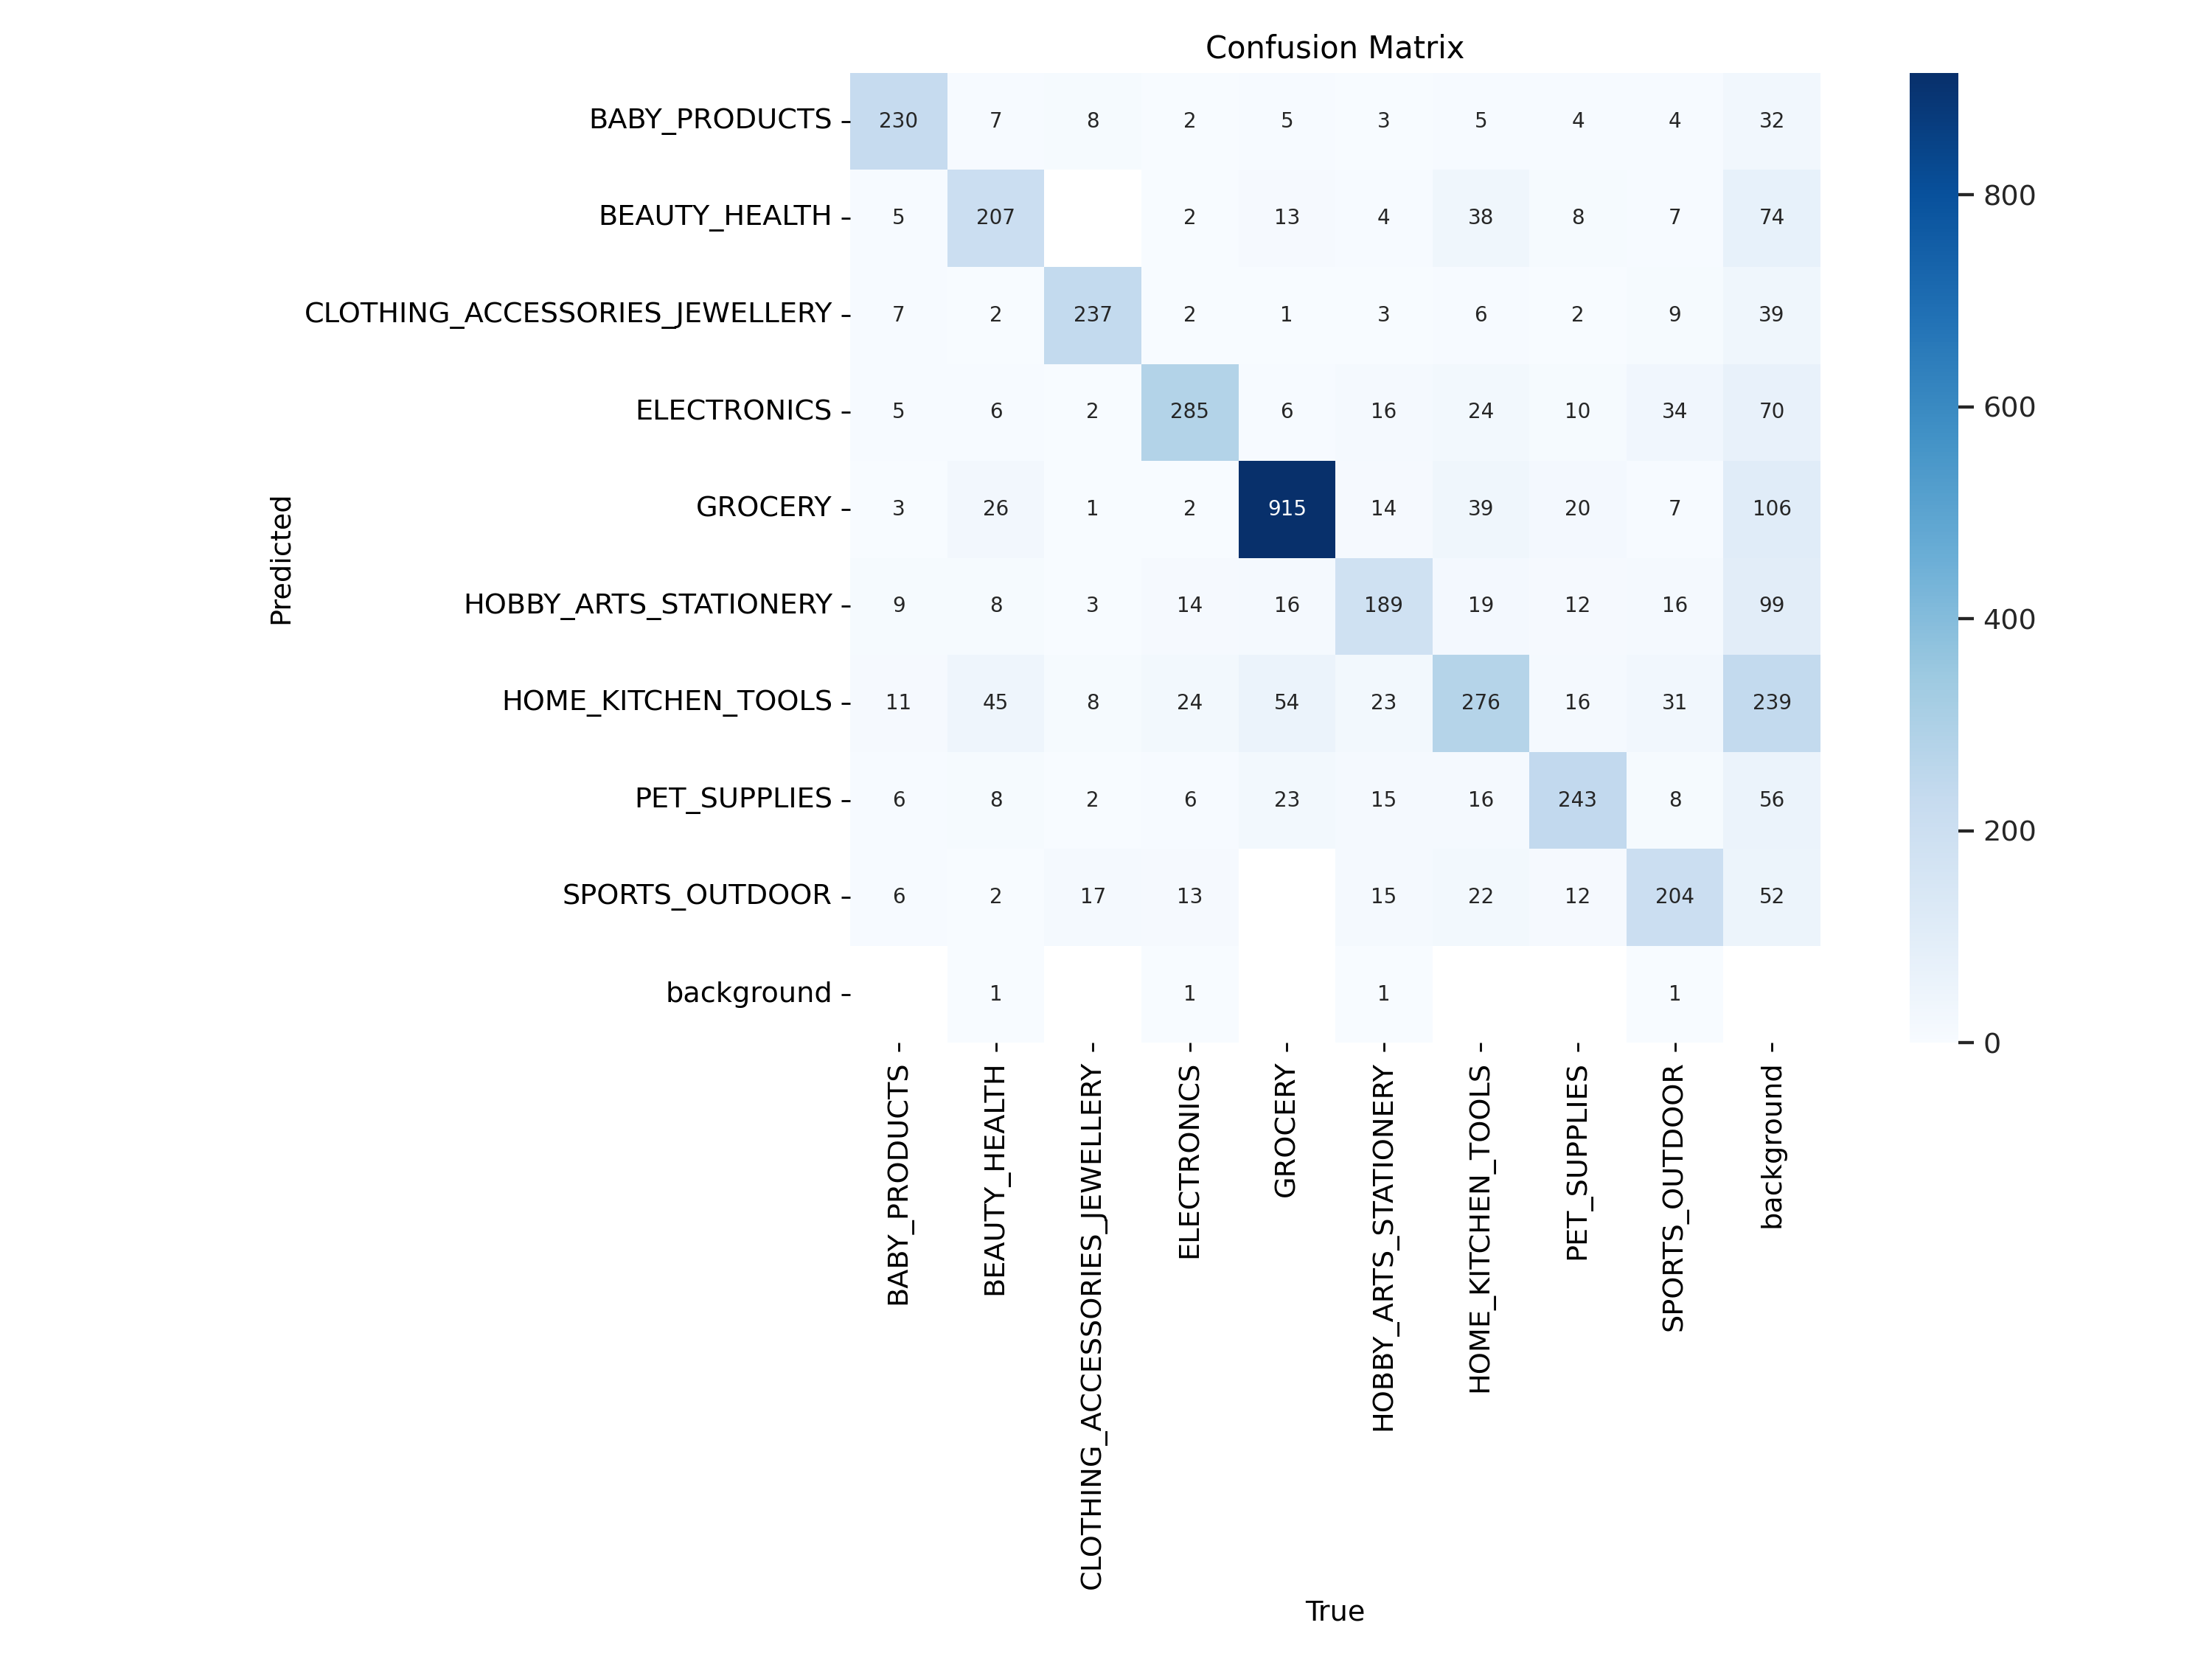 Confusion Matrix
BABY_PRODUCTS 230 7 8 2 5 3 5 4 4 32
BEAUTY_HEALTH 5 207 2 13 4 38 8 7 74
CLOTHING_ACCESSORIES_JEWELLERY 7 2 237 2 1 3 6 2 9 39
ELECTRONICS 5 6 2 285 6 16 24 10 34 70
GROCERY 3 26 1 2 915 14 39 20 7 106
HOBBY_ARTS_STATIONERY 9 8 3 14 16 189 19 12 16 99
HOME_KITCHEN_TOOLS 11 45 8 24 54 23 276 16 31 239
PET_SUPPLIES 6 8 2 6 23 15 16 243 8 56
SPORTS_OUTDOOR 6 2 17 13 15 22 12 204 52
background 1 1 1 1
Predicted
BABY_PRODUCTS
BEAUTY_HEALTH
CLOTHING_ACCESSORIES_JEWELLERY
ELECTRONICS
GROCERY
HOBBY_ARTS_STATIONERY
HOME_KITCHEN_TOOLS
PET_SUPPLIES
SPORTS_OUTDOOR
background
True
800
600
400
200
0